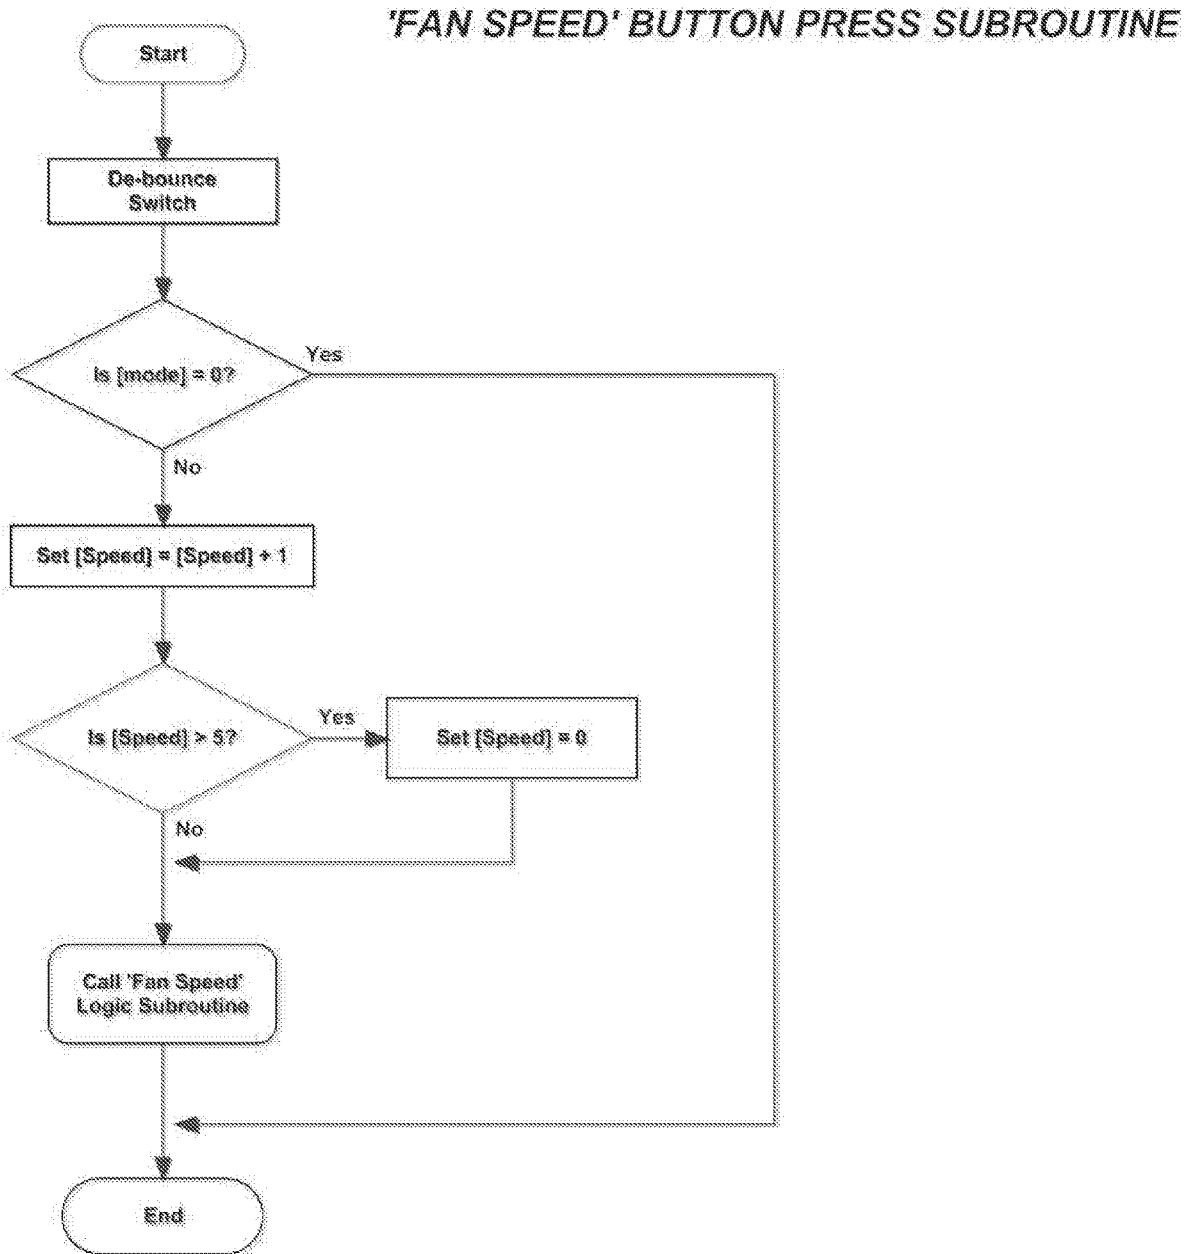 'FAN SPEED' BUTTON PRESS SUBROUTINE
Start
De-bounce
Switch
Is [mode] = 0?
Yes
No
Set [Speed] = [Speed] + 1
Is [Speed] > 5?
Yes
Set [Speed] = 0
No
Call 'Fan Speed'
Logic Subroutine
End